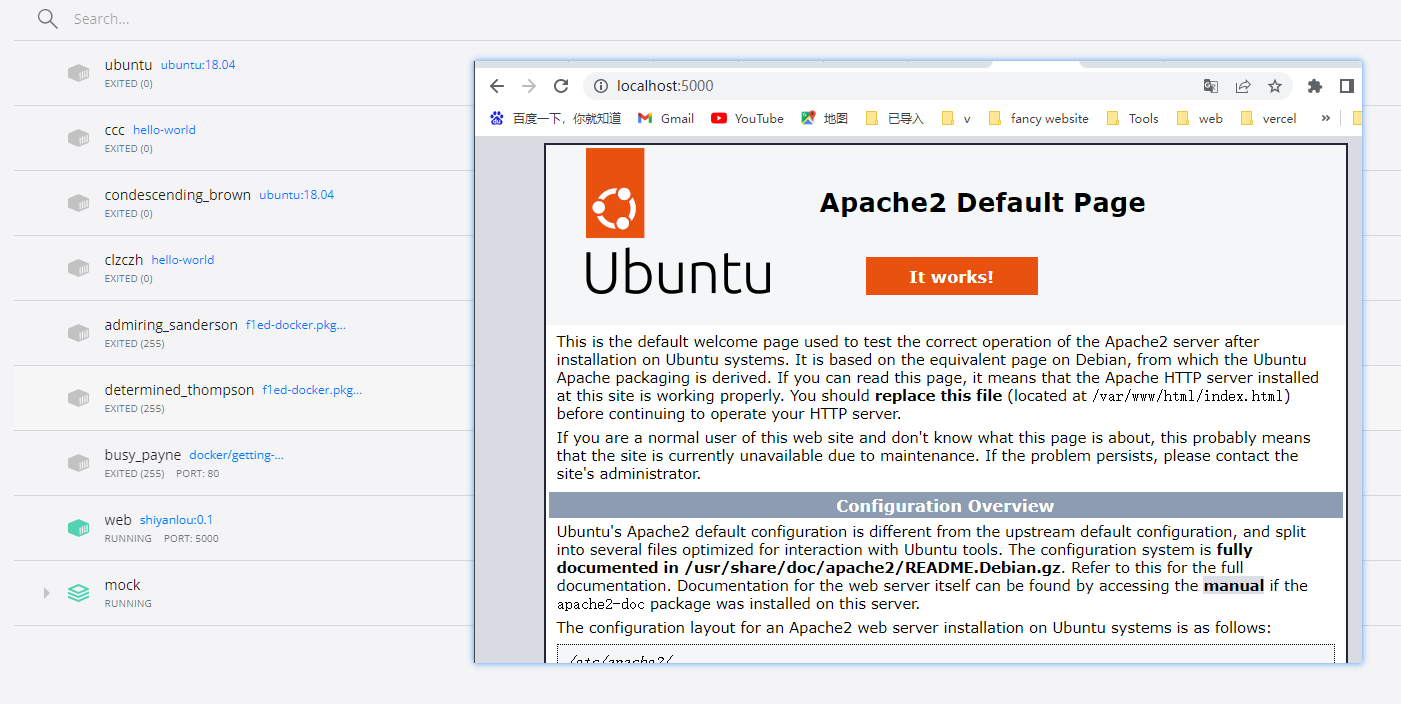 Search...
ubuntu ubuntu:18.04
EXITED (0)
ccc hello-world
EXITED (0)
condescending_brown ubuntu:18.04
EXITED (0)
clzczh hello-world
EXITED (0)
admiring_sanderson f1ed-docker.pkg...
EXITED (255)
determined_thompson f1ed-docker.pkg...
EXITED (255)
busy_payne docker/getting-...
EXITED (255) PORT: 80
web shiyanlou:0.1
RUNNING PORT: 5000
mock
RUNNING
localhost:5000
百度一下，你就知道 Gmail YouTube 地图 已导入 v fancy website Tools web vercel »
Ubuntu
Apache2 Default Page
It works!
This is the default welcome page used to test the correct operation of the Apache2 server after
installation on Ubuntu systems. It is based on the equivalent page on Debian, from which the Ubuntu
Apache packaging is derived. If you can read this page, it means that the Apache HTTP server installed
at this site is working properly. You should replace this file (located at /var/www/html/index.html)
before continuing to operate your HTTP server.
If you are a normal user of this web site and don't know what this page is about, this probably means
that the site is currently unavailable due to maintenance. If the problem persists, please contact the
site's administrator.
Configuration Overview
Ubuntu's Apache2 default configuration is different from the upstream default configuration, and split
into several files optimized for interaction with Ubuntu tools. The configuration system is fully
documented in /usr/share/doc/apache2/README.Debian.gz. Refer to this for the full
documentation. Documentation for the web server itself can be found by accessing the manual if the
apache2-doc package was installed on this server.
The configuration layout for an Apache2 web server installation on Ubuntu systems is as follows:
/etc/apache2/